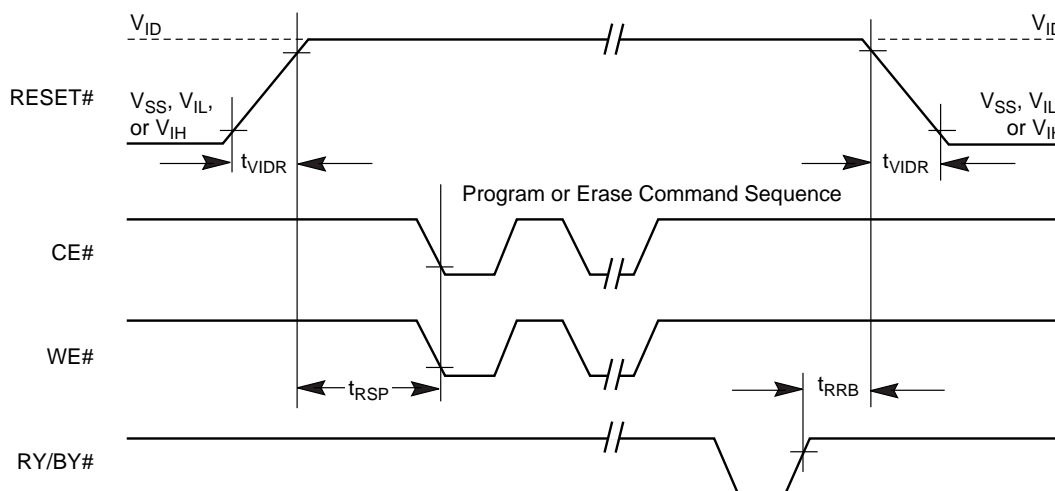 V_ID
V_ID
RESET#
V_SS, V_IL,
or V_IH
V_SS, V_IL
or V_IH
t_VIDR
t_VIDR
Program or Erase Command Sequence
CE#
WE#
t_RSP
t_RRB
RY/BY#